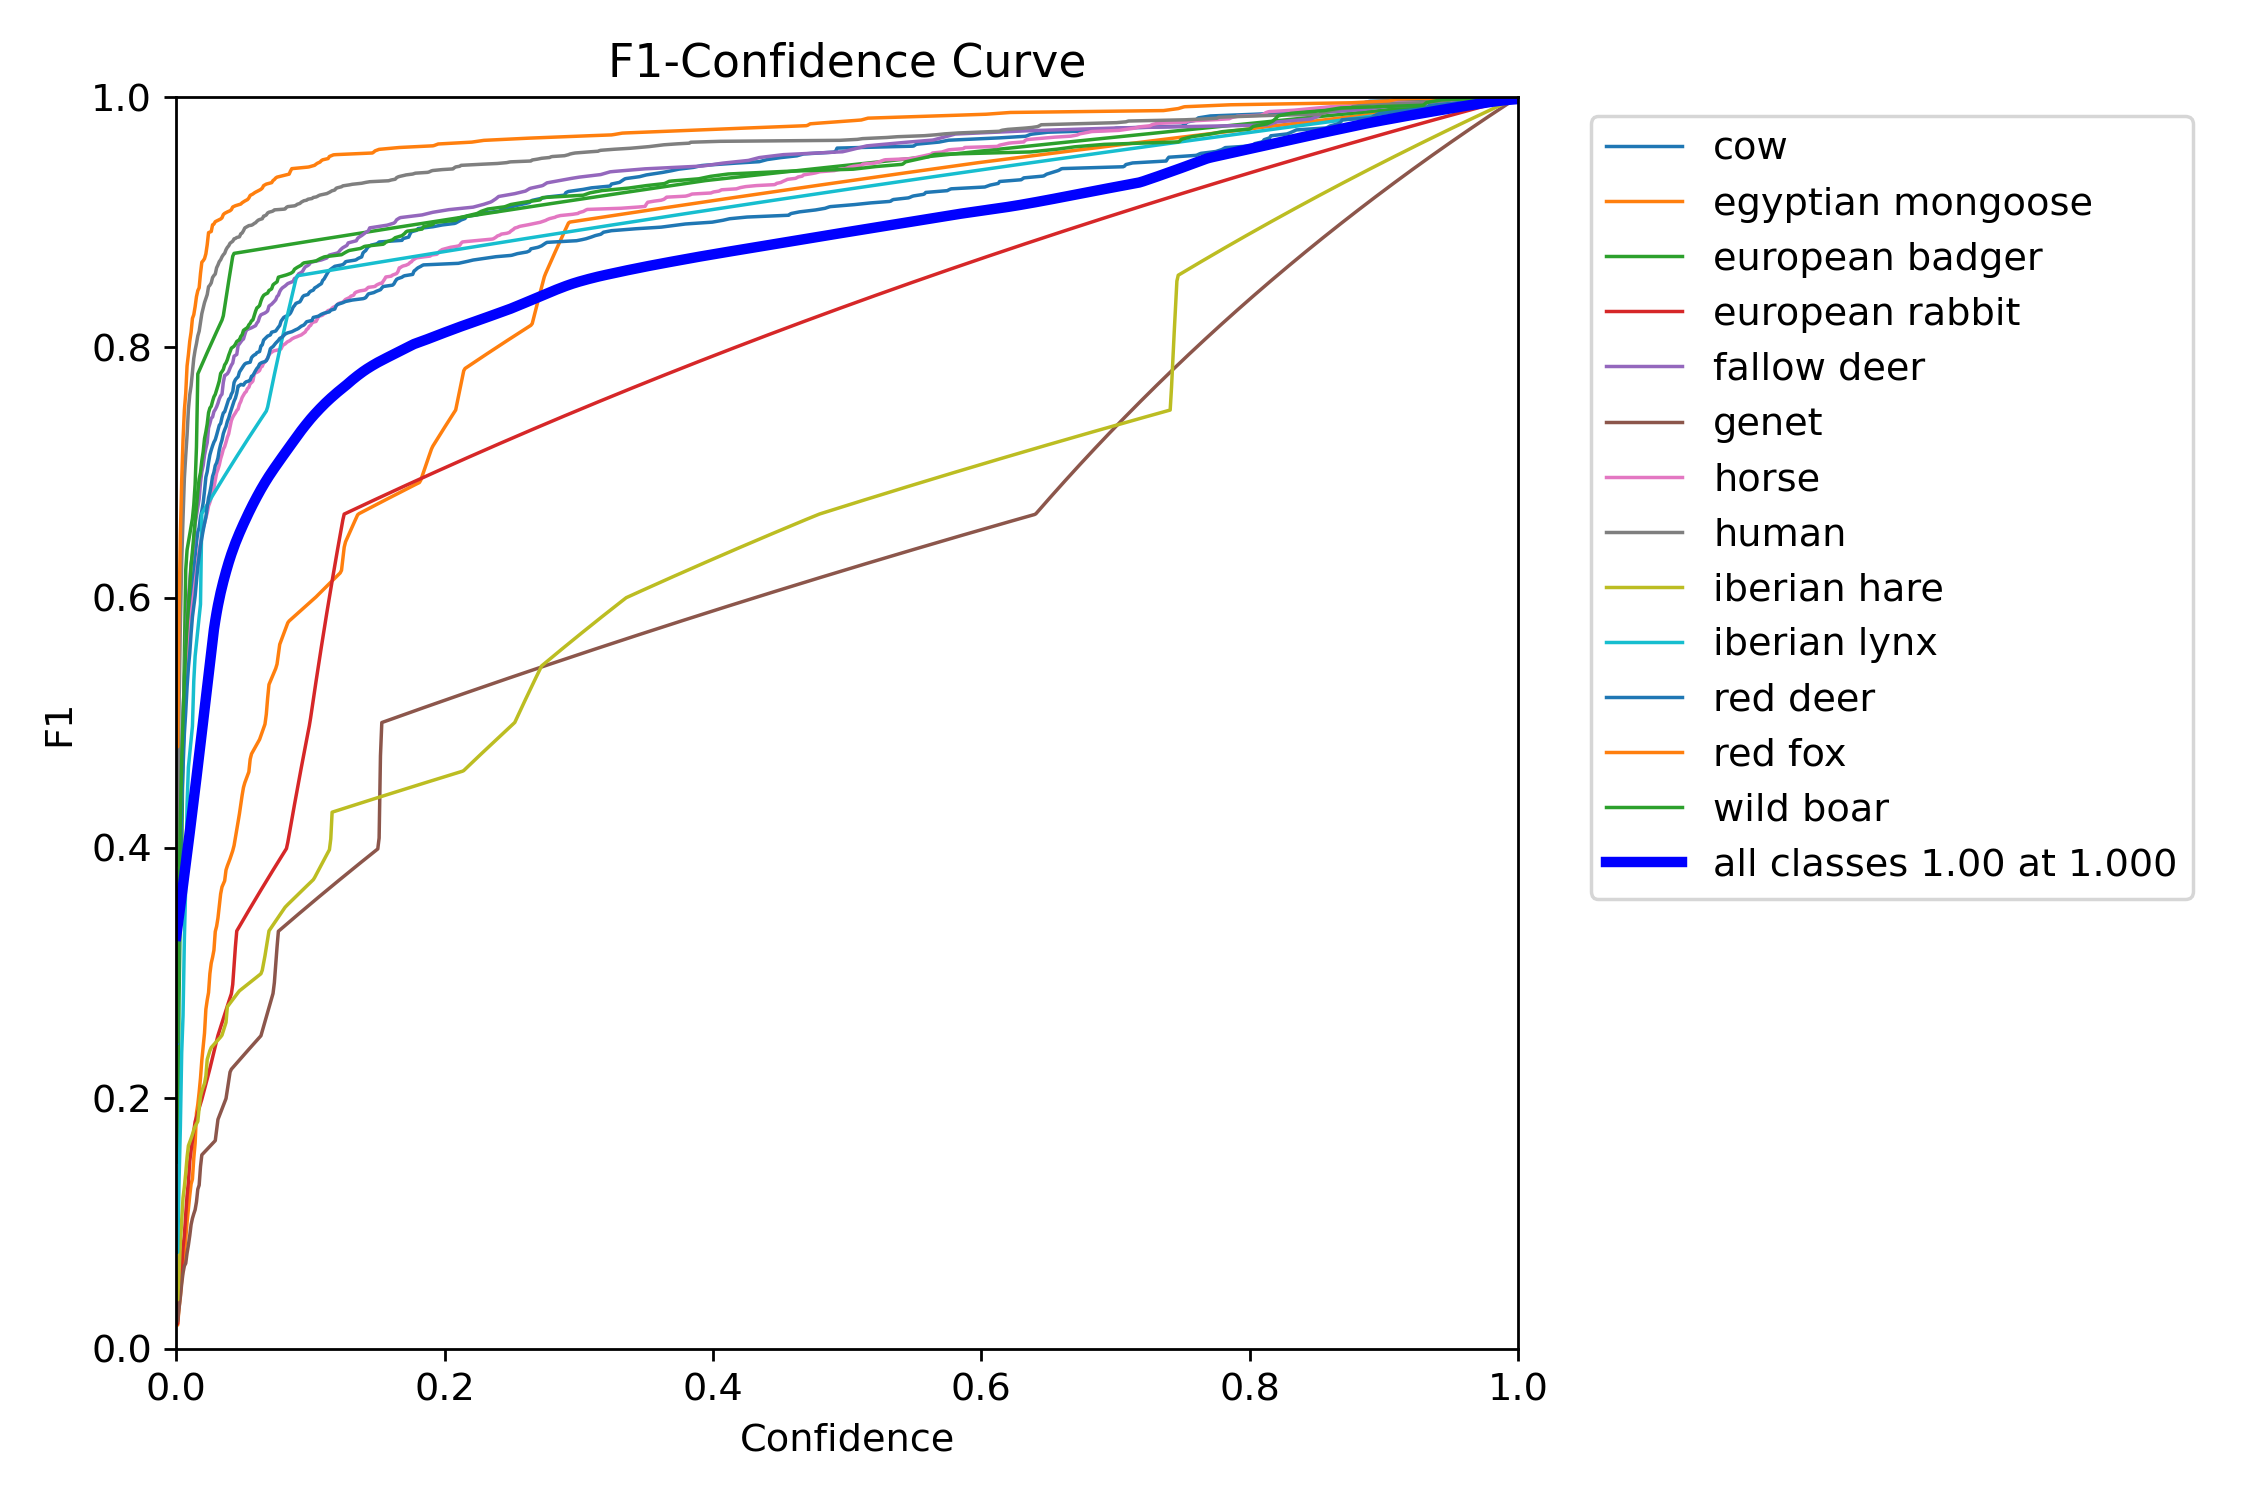 F1-Confidence Curve
1.0
0.8
0.6
0.4
0.2
0.0
F1
0.0 0.2 0.4 0.6 0.8 1.0
Confidence
cow
egyptian mongoose
european badger
european rabbit
fallow deer
genet
horse
human
iberian hare
iberian lynx
red deer
red fox
wild boar
all classes 1.00 at 1.000